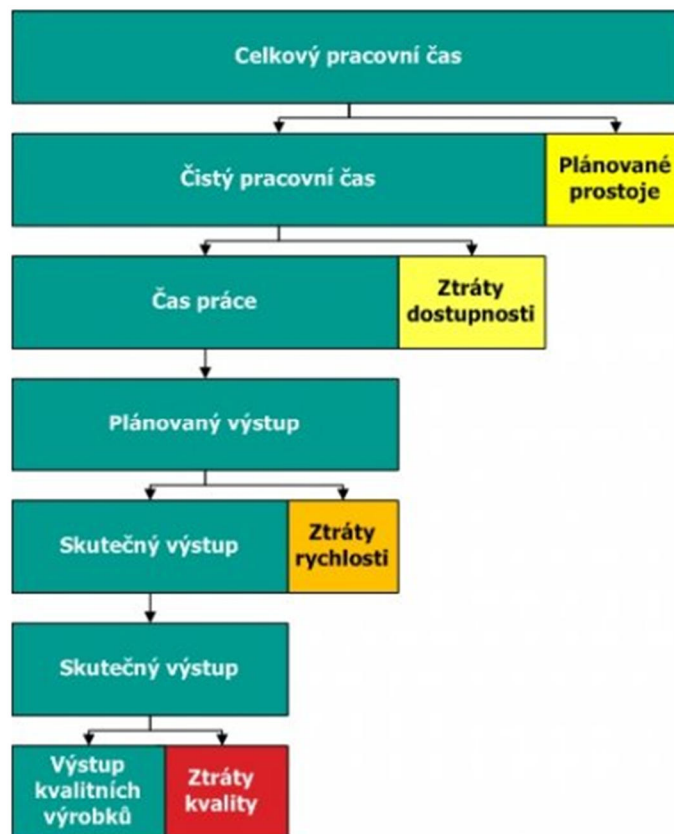 Celkový pracovní čas
Čistý pracovní čas
Plánované
prostoje
Čas práce
Ztráty
dostupnosti
Plánovaný výstup
Skutečný výstup
Ztráty
rychlosti
Skutečný výstup
Výstup
kvalitních
výrobků
Ztráty
kvality